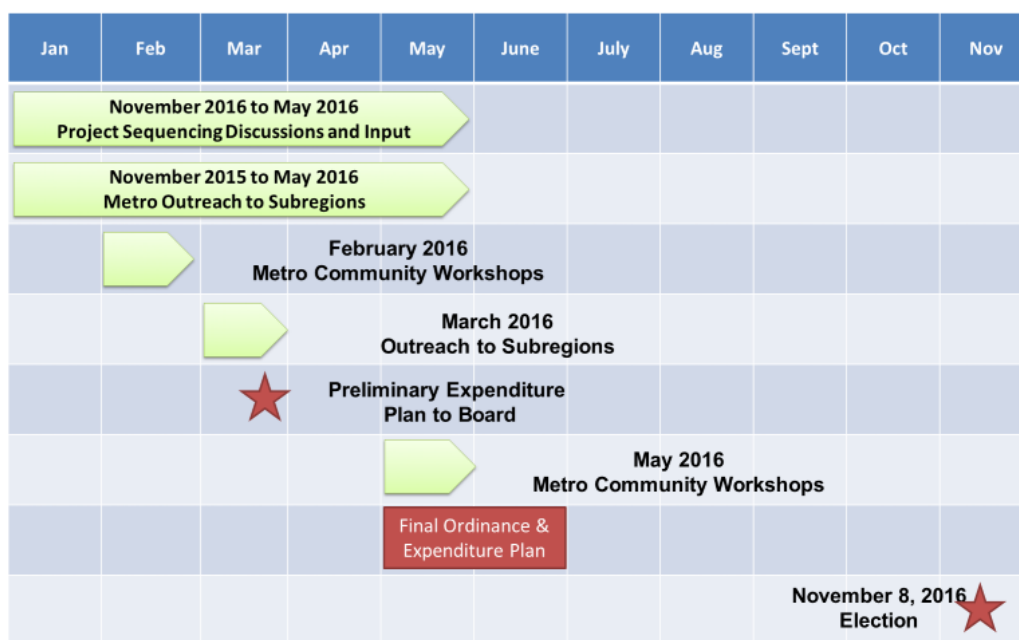 Jan Feb Mar Apr May June July Aug Sept Oct Nov
November 2016 to May 2016
Project Sequencing Discussions and Input
November 2015 to May 2016
Metro Outreach to Subregions
February 2016
Metro Community Workshops
March 2016
Outreach to Subregions
Preliminary Expenditure
Plan to Board
May 2016
Metro Community Workshops
Final Ordinance &
Expenditure Plan
November 8, 2016
Election